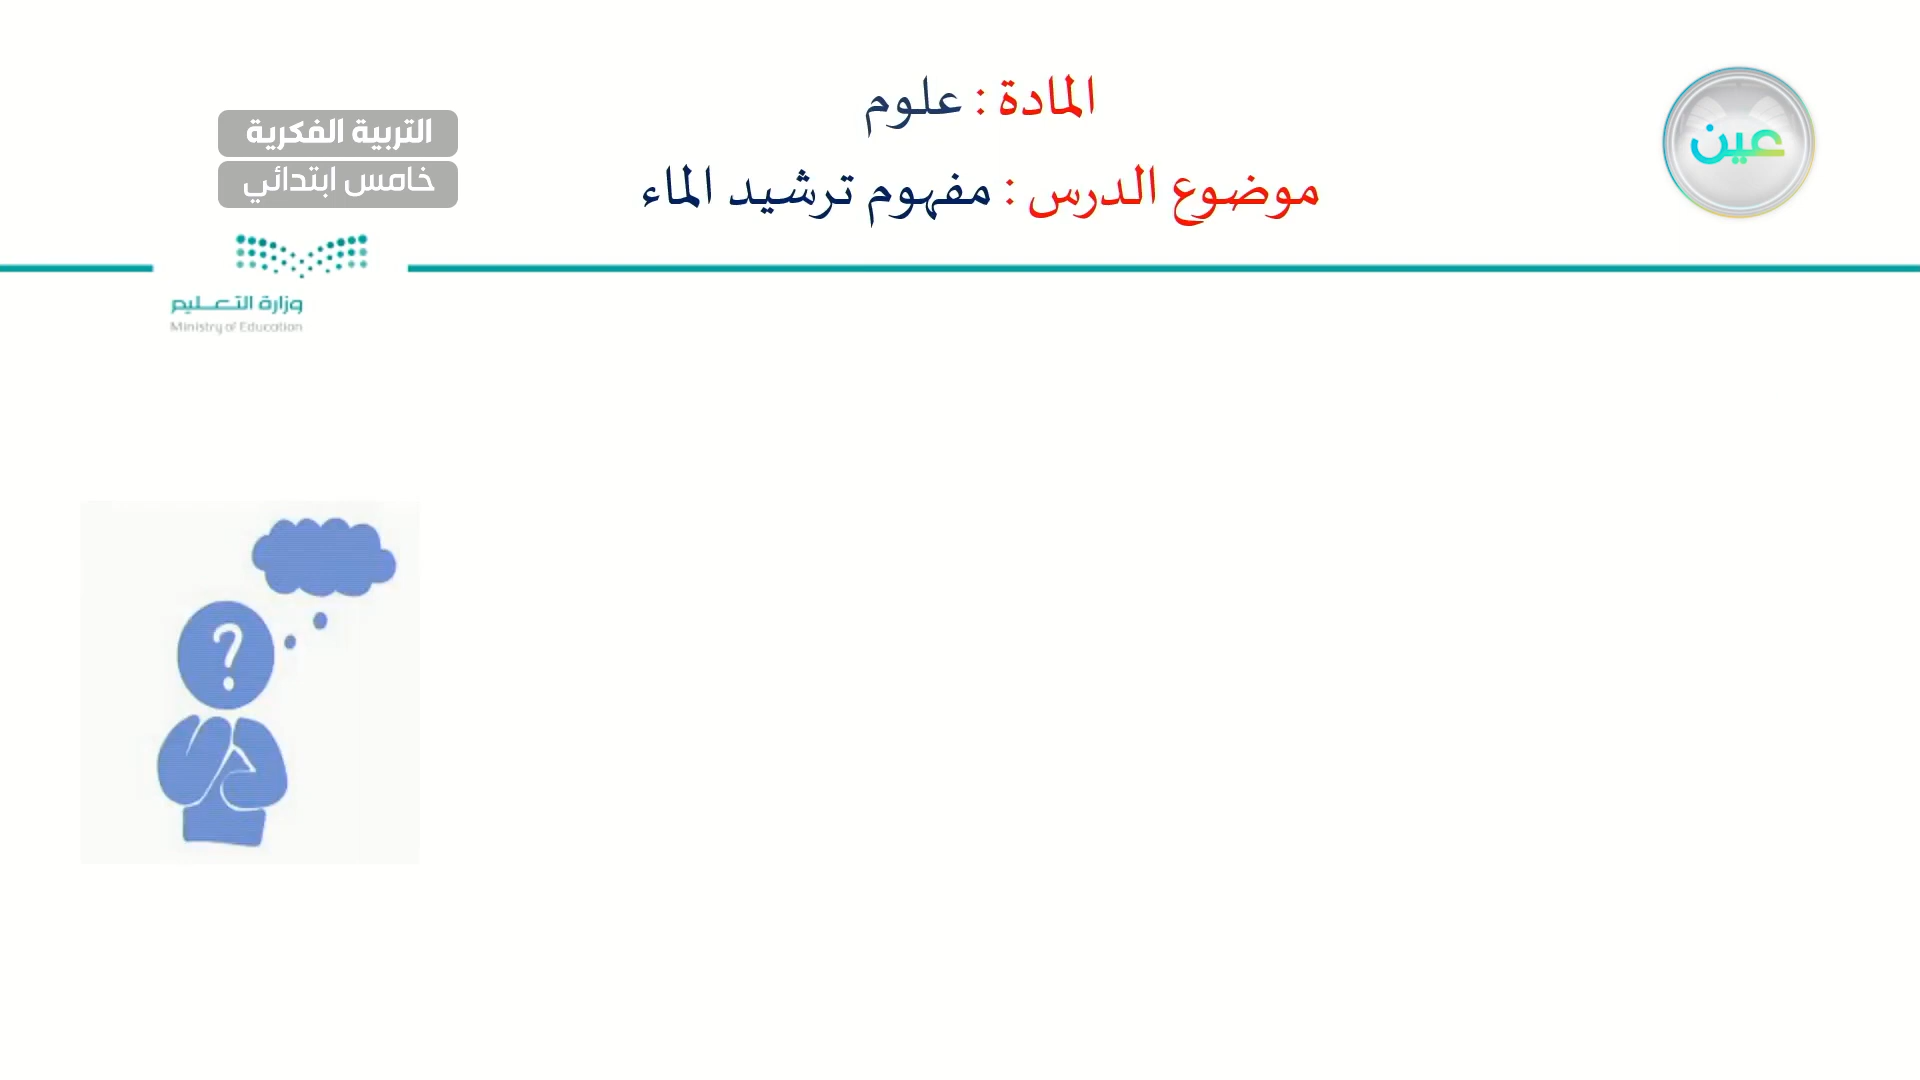 المادة : علوم
موضوع الدرس : مفهوم ترشيد الماء
عين
التربية الفكرية
خامس ابتدائي
وزارة التعليم
Ministry of Education
?